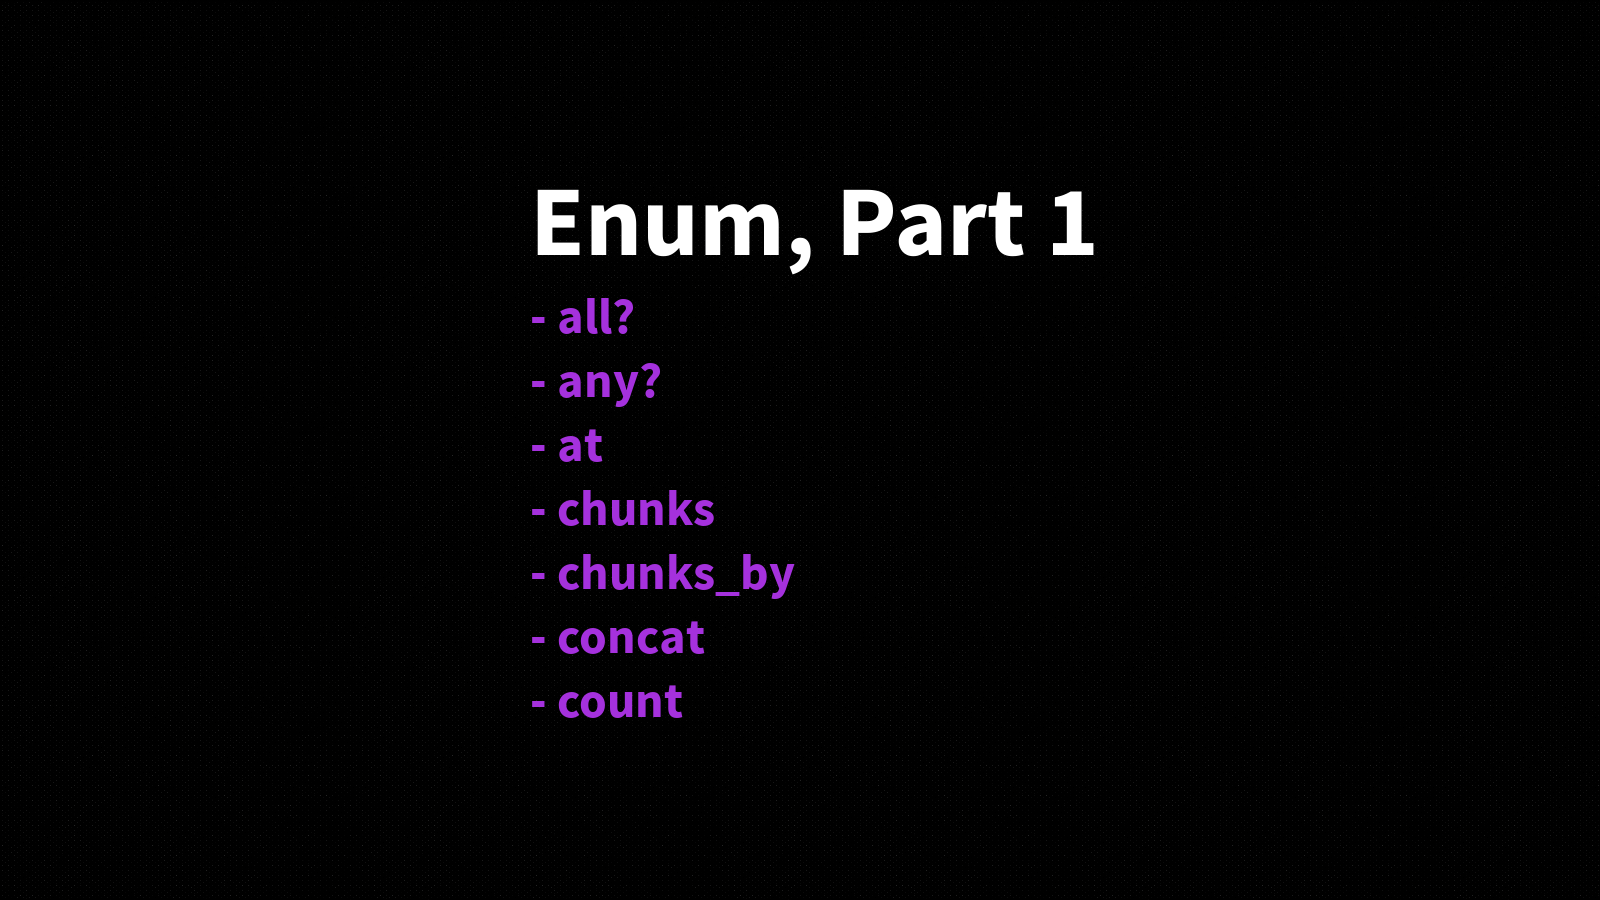 Enum, Part 1
- all?
- any?
- at
- chunks
- chunks_by
- concat
- count